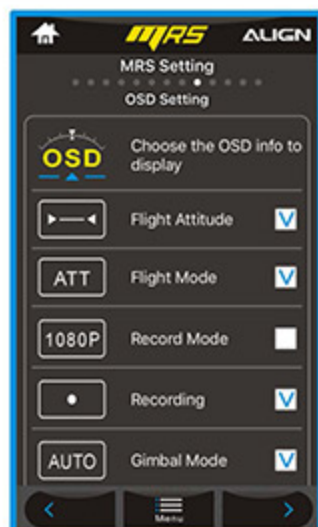 MRS ALIGN
MRS Setting
OSD Setting
OSD Choose the OSD info to
display
Flight Attitude
ATT Flight Mode
1080P Record Mode
Recording
AUTO Gimbal Mode
Menu